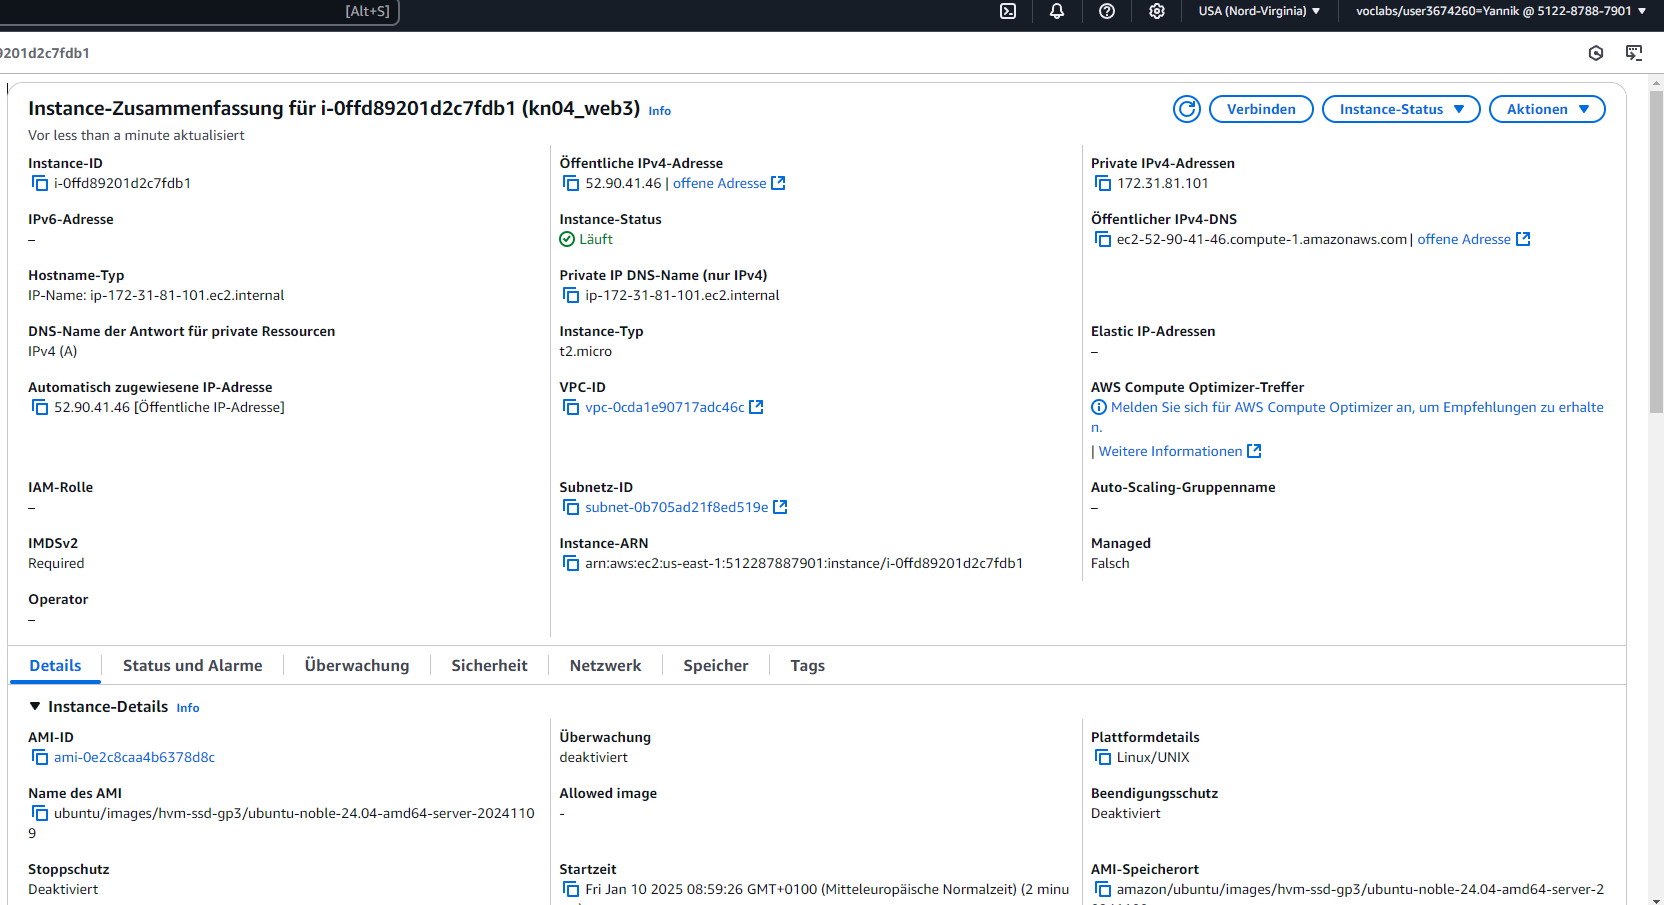 [Alt+S]
USA (Nord-Virginia)
voclabs/user3674260=Yannik @ 5122-8788-7901
9201d2c7fdb1
Instance-Zusammenfassung für i-0ffd89201d2c7fdb1 (kn04_web3) Info
Verbinden
Instance-Status
Aktionen
Vor less than a minute aktualisiert
Instance-ID
i-0ffd89201d2c7fdb1
Öffentliche IPv4-Adresse
52.90.41.46 | offene Adresse
Private IPv4-Adressen
172.31.81.101
IPv6-Adresse
–
Instance-Status
Läuft
Öffentlicher IPv4-DNS
ec2-52-90-41-46.compute-1.amazonaws.com | offene Adresse
Hostname-Typ
IP-Name: ip-172-31-81-101.ec2.internal
Private IP DNS-Name (nur IPv4)
ip-172-31-81-101.ec2.internal
DNS-Name der Antwort für private Ressourcen
IPv4 (A)
Instance-Typ
t2.micro
Elastic IP-Adressen
–
Automatisch zugewiesene IP-Adresse
52.90.41.46 [Öffentliche IP-Adresse]
VPC-ID
vpc-0cda1e90717adc46c
AWS Compute Optimizer-Treffer
Melden Sie sich für AWS Compute Optimizer an, um Empfehlungen zu erhalte
n.
| Weitere Informationen
IAM-Rolle
–
Subnetz-ID
subnet-0b705ad21f8ed519e
Auto-Scaling-Gruppenname
–
IMDSv2
Required
Instance-ARN
arn:aws:ec2:us-east-1:512287887901:instance/i-0ffd89201d2c7fdb1
Managed
Falsch
Operator
–
Details
Status und Alarme
Überwachung
Sicherheit
Netzwerk
Speicher
Tags
Instance-Details Info
AMI-ID
ami-0e2c8caa4b6378d8c
Überwachung
deaktiviert
Plattformdetails
Linux/UNIX
Name des AMI
ubuntu/images/hvm-ssd-gp3/ubuntu-noble-24.04-amd64-server-2024110
9
Allowed image
-
Beendigungsschutz
Deaktiviert
Stoppschutz
Deaktiviert
Startzeit
Fri Jan 10 2025 08:59:26 GMT+0100 (Mitteleuropäische Normalzeit) (2 minu
AMI-Speicherort
amazon/ubuntu/images/hvm-ssd-gp3/ubuntu-noble-24.04-amd64-server-2